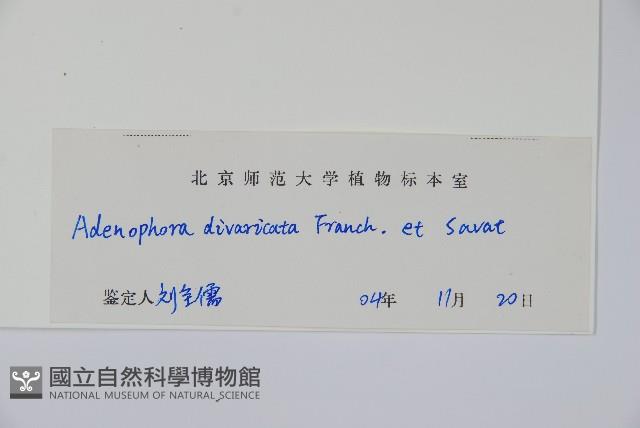 北京师范大学植物标本室
Adenophora divaricata Franch. et Savat
鉴定人 刘全儒 04年 11月 20日
國立自然科學博物館
NATIONAL MUSEUM OF NATURAL SCIENCE